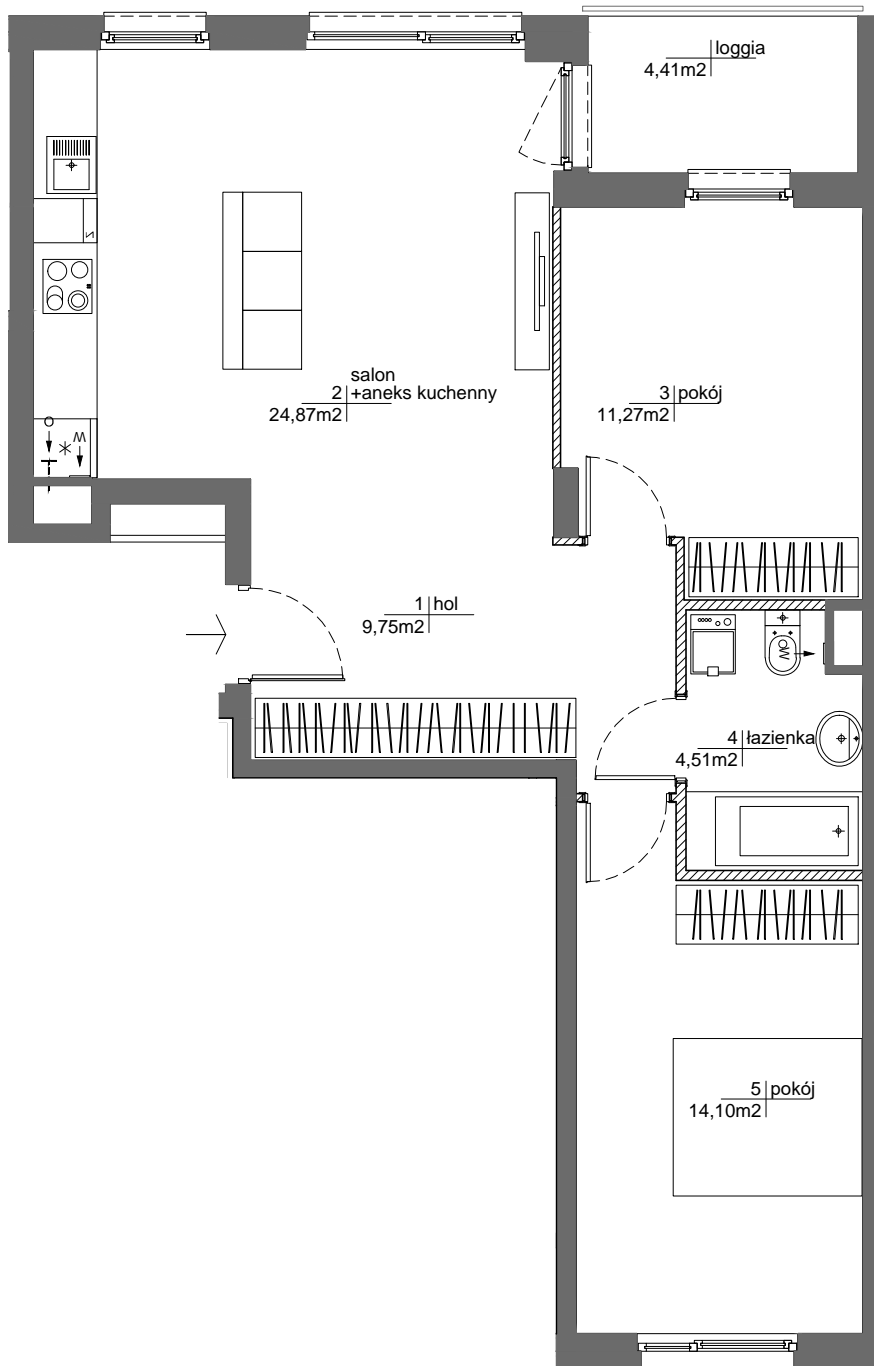 loggia
4,41m2
salon
2 +aneks kuchenny
24,87m2
3 pokój
11,27m2
1 hol
9,75m2
4 łazienka
4,51m2
5 pokój
14,10m2